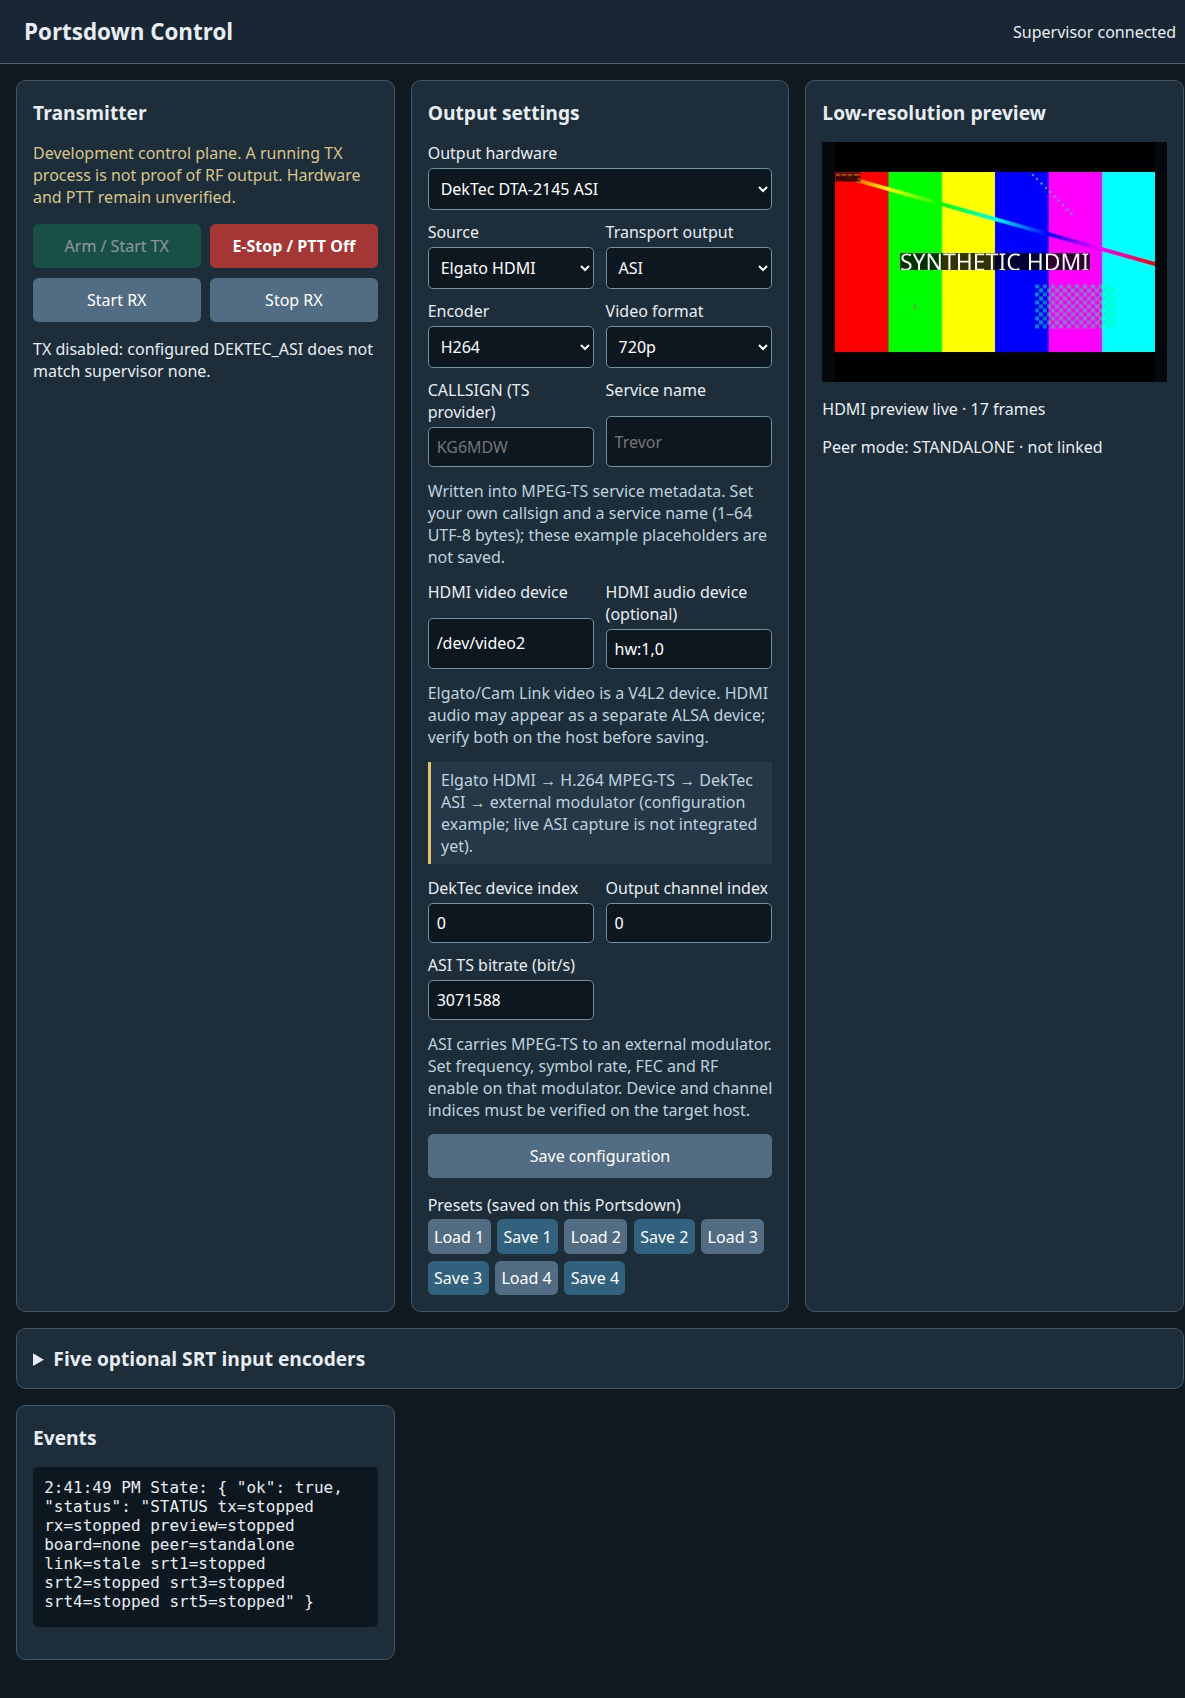 Portsdown Control
Supervisor connected
Transmitter
Development control plane. A running TX
process is not proof of RF output. Hardware
and PTT remain unverified.
Arm / Start TX
E-Stop / PTT Off
Start RX
Stop RX
TX disabled: configured DEKTEC_ASI does not
match supervisor none.
Output settings
Output hardware
DekTec DTA-2145 ASI
Source
Transport output
Elgato HDMI
ASI
Encoder
Video format
H264
720p
CALLSIGN (TS
provider)
Service name
KG6MDW
Trevor
Written into MPEG-TS service metadata. Set
your own callsign and a service name (1–64
UTF-8 bytes); these example placeholders are
not saved.
HDMI video device
HDMI audio device
(optional)
/dev/video2
hw:1,0
Elgato/Cam Link video is a V4L2 device. HDMI
audio may appear as a separate ALSA device;
verify both on the host before saving.
Elgato HDMI → H.264 MPEG-TS → DekTec
ASI → external modulator (configuration
example; live ASI capture is not integrated
yet).
DekTec device index
Output channel index
0
0
ASI TS bitrate (bit/s)
3071588
ASI carries MPEG-TS to an external modulator.
Set frequency, symbol rate, FEC and RF
enable on that modulator. Device and channel
indices must be verified on the target host.
Save configuration
Presets (saved on this Portsdown)
Load 1 Save 1 Load 2 Save 2 Load 3
Save 3 Load 4 Save 4
Low-resolution preview
SYNTHETIC HDMI
HDMI preview live · 17 frames
Peer mode: STANDALONE · not linked
Five optional SRT input encoders
Events
2:41:49 PM State: { "ok": true,
"status": "STATUS tx=stopped
rx=stopped preview=stopped
board=none peer=standalone
link=stale srt1=stopped
srt2=stopped srt3=stopped
srt4=stopped srt5=stopped" }